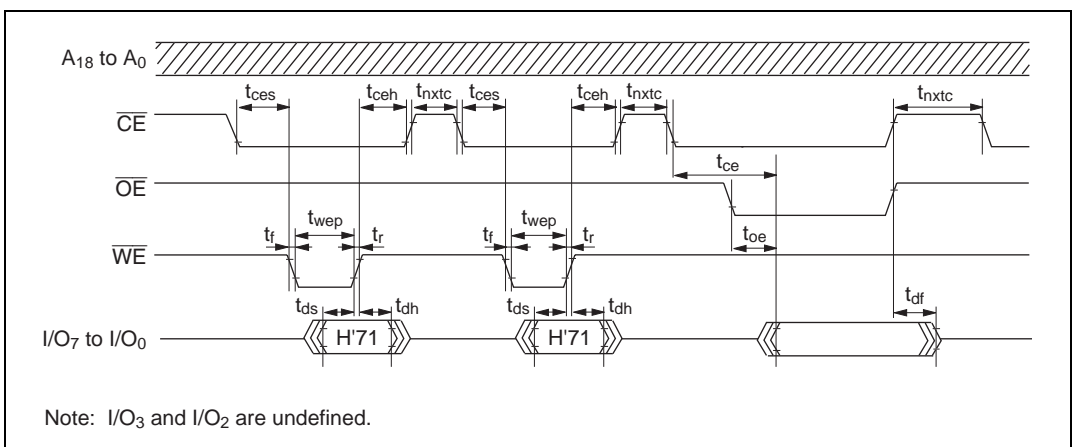 A18 to A0
tces tceh tnxtc tces tceh tnxtc tnxtc
CE
tce
OE
twep twep
tf tr tf tr toe
WE
tds tdh tds tdh tdf
I/O7 to I/O0 H'71 H'71
Note: I/O3 and I/O2 are undefined.